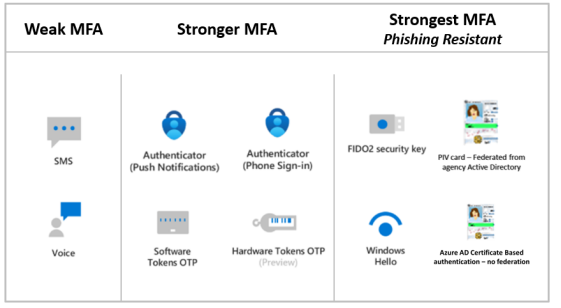 Weak MFA
Stronger MFA
Strongest MFA
Phishing Resistant
SMS
Voice
Authenticator
(Push Notifications)
Authenticator
(Phone Sign-in)
Software
Tokens OTP
Hardware Tokens OTP
(Preview)
FIDO2 security key
PIV card – Federated from
agency Active Directory
Windows
Hello
Azure AD Certificate Based
authentication – no federation